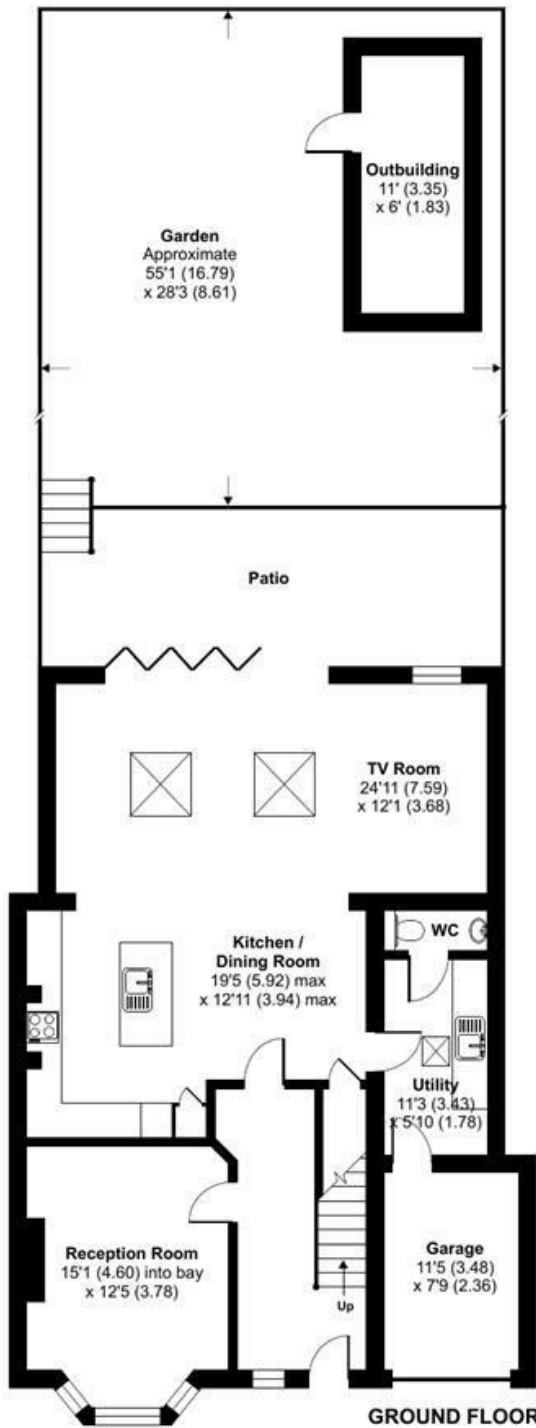 Outbuilding
11' (3.35)
x 6' (1.83)
Garden
Approximate
55'1 (16.79)
x 28'3 (8.61)
Patio
TV Room
24'11 (7.59)
x 12'1 (3.68)
WC
Kitchen /
Dining Room
19'5 (5.92) max
x 12'11 (3.94) max
Utility
11'3 (3.43)
x 5'10 (1.78)
Reception Room
15'1 (4.60) into bay
x 12'5 (3.78)
Garage
11'5 (3.48)
x 7'9 (2.36)
Up
GROUND FLOOR